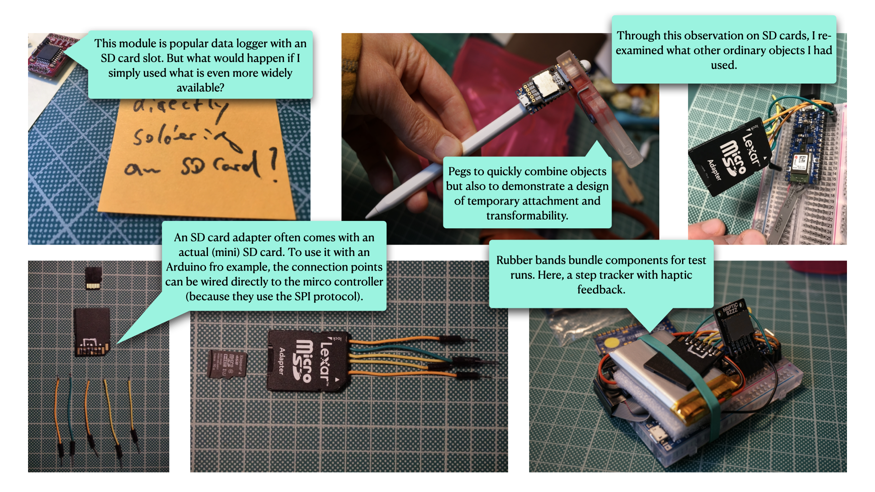 This module is popular data logger with an
SD card slot. But what would happen if I
simply used what is even more widely
available?
directly
soldering
an SD Card?
Pegs to quickly combine objects
but also to demonstrate a design
of temporary attachment and
transformability.
Through this observation on SD cards, I re-
examined what other ordinary objects I had
used.
Lexar
Micro
SD
Adapter
An SD card adapter often comes with an
actual (mini) SD card. To use it with an
Arduino fro example, the connection points
can be wired directly to the mirco controller
(because they use the SPI protocol).
Lexar
Micro
SD
Adapter
Rubber bands bundle components for test
runs. Here, a step tracker with haptic
feedback.